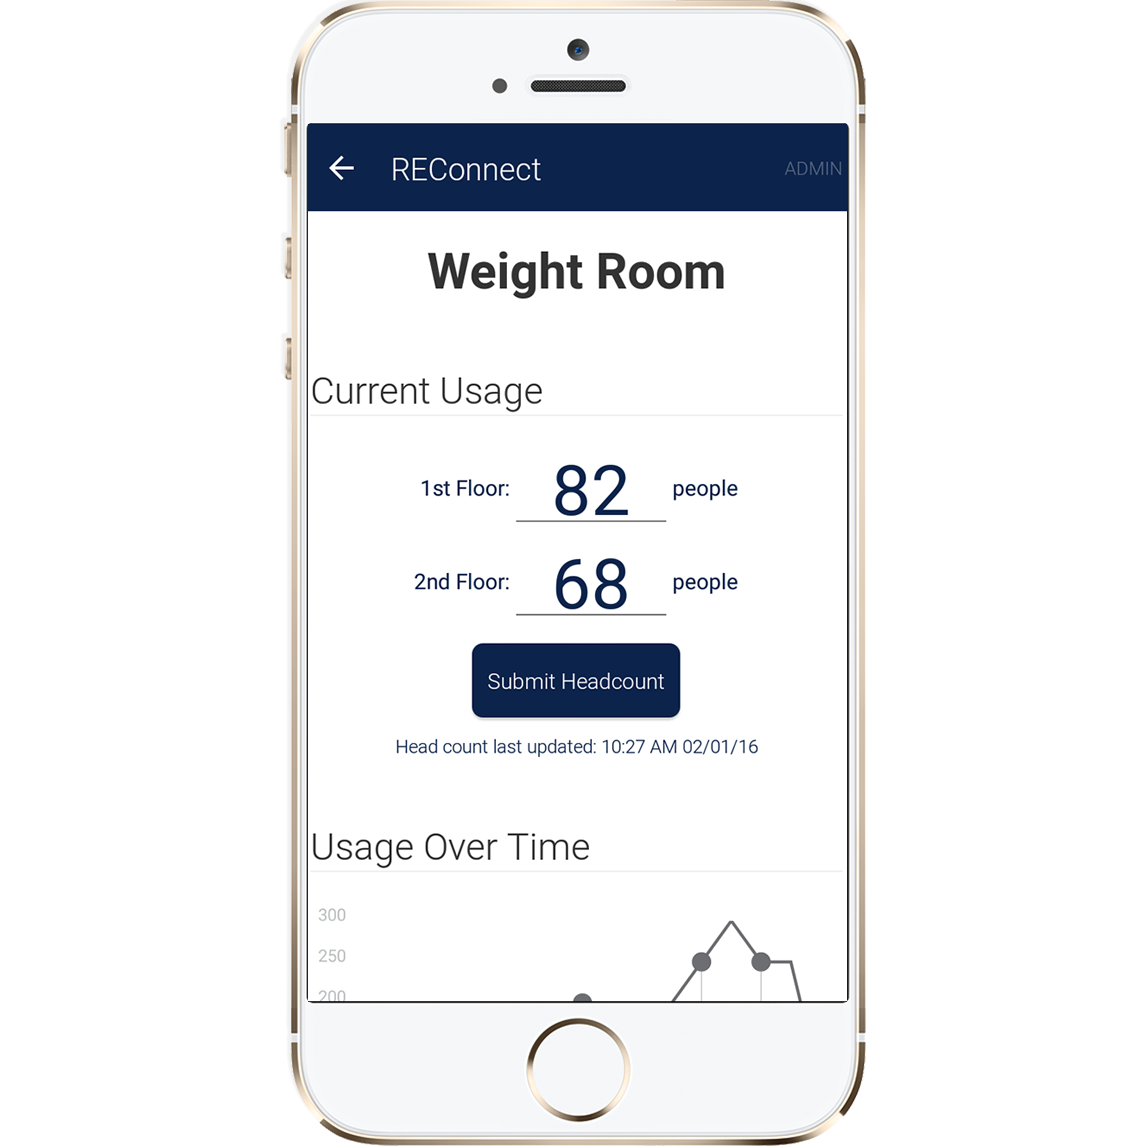 REConnect ADMIN
Weight Room
Current Usage
1st Floor: 82 people
2nd Floor: 68 people
Submit Headcount
Head count last updated: 10:27 AM 02/01/16
Usage Over Time
300
250
200